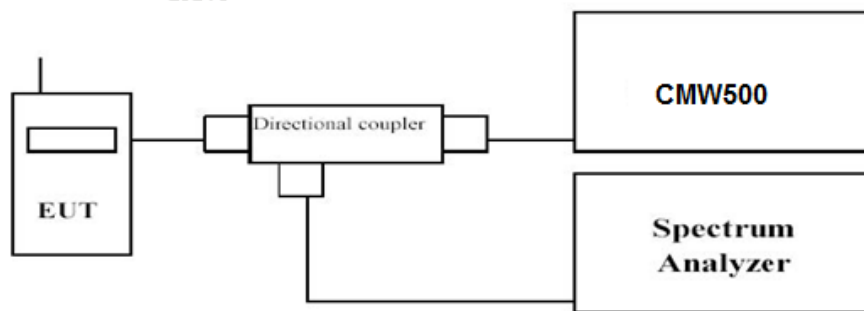 EUT
Directional coupler
CMW500
Spectrum
Analyzer